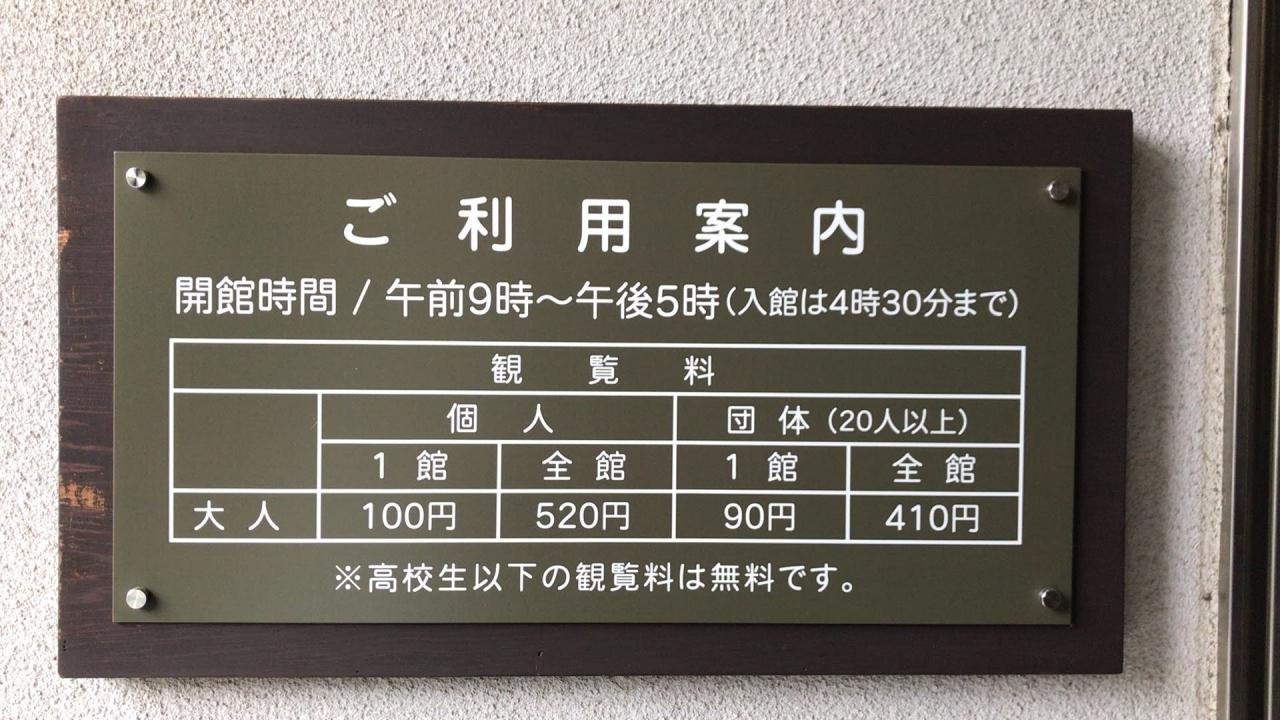 ご利用案内
開館時間 / 午前9時～午後5時(入館は4時30分まで)
観覧料
個人 団体 (20人以上)
1館 全館 1館 全館
大人 100円 520円 90円 410円
※高校生以下の観覧料は無料です。